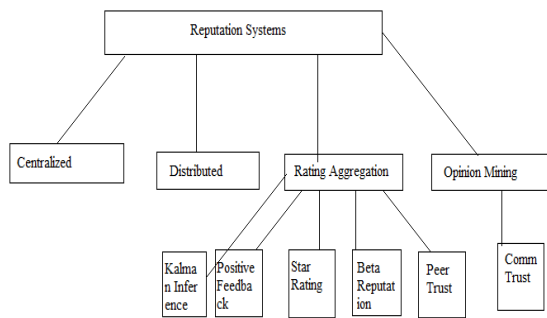 Reputation Systems
Centralized
Distributed
Rating Aggregation
Opinion Mining
Kalma
n Infer
ence
Positive
Feedba
ck
Star
Rating
Beta
Reputat
ion
Peer
Trust
Comm
Trust